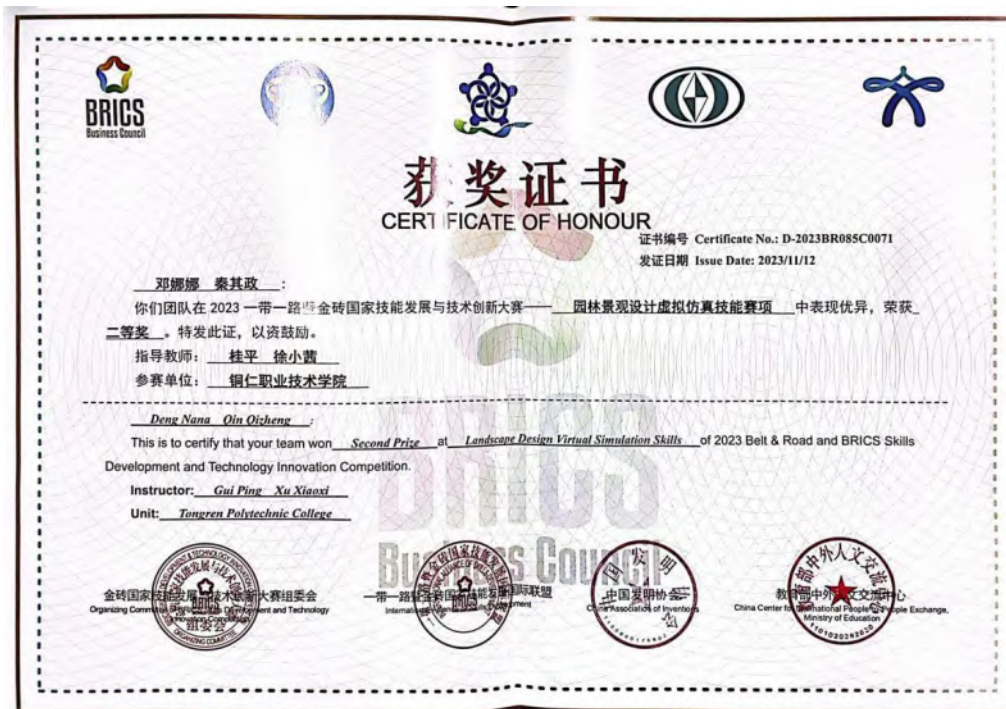 BRICS
Business Council
获奖证书
CERTIFICATE OF HONOUR
证书编号 Certificate No.: D-2023BR085C0071
发证日期 Issue Date: 2023/11/12
邓娜娜 秦其政 :
你们团队在 2023 一带一路暨金砖国家技能发展与技术创新大赛—— 园林景观设计虚拟仿真技能赛项 中表现优异，荣获
二等奖 。特发此证，以资鼓励。
指导教师： 桂平 徐小茜
参赛单位： 铜仁职业技术学院
Deng Nana Qin Qizheng :
This is to certify that your team won Second Prize at Landscape Design Virtual Simulation Skills of 2023 Belt & Road and BRICS Skills
Development and Technology Innovation Competition.
Instructor: Gui Ping Xu Xiaoxi
Unit: Tongren Polytechnic College
BRICS
Business Council
金砖国家技能发展与技术创新大赛组委会
一带一路暨金砖国家技能发展国际联盟
中国发明协会
教育部中外人文交流中心
Organizing Committee
Development and Technology
Innovation Competition
International
China Association of Inventions
China Center for International People-to-People Exchange,
Ministry of Education
组委会
ORGANIZING COMMITTEE